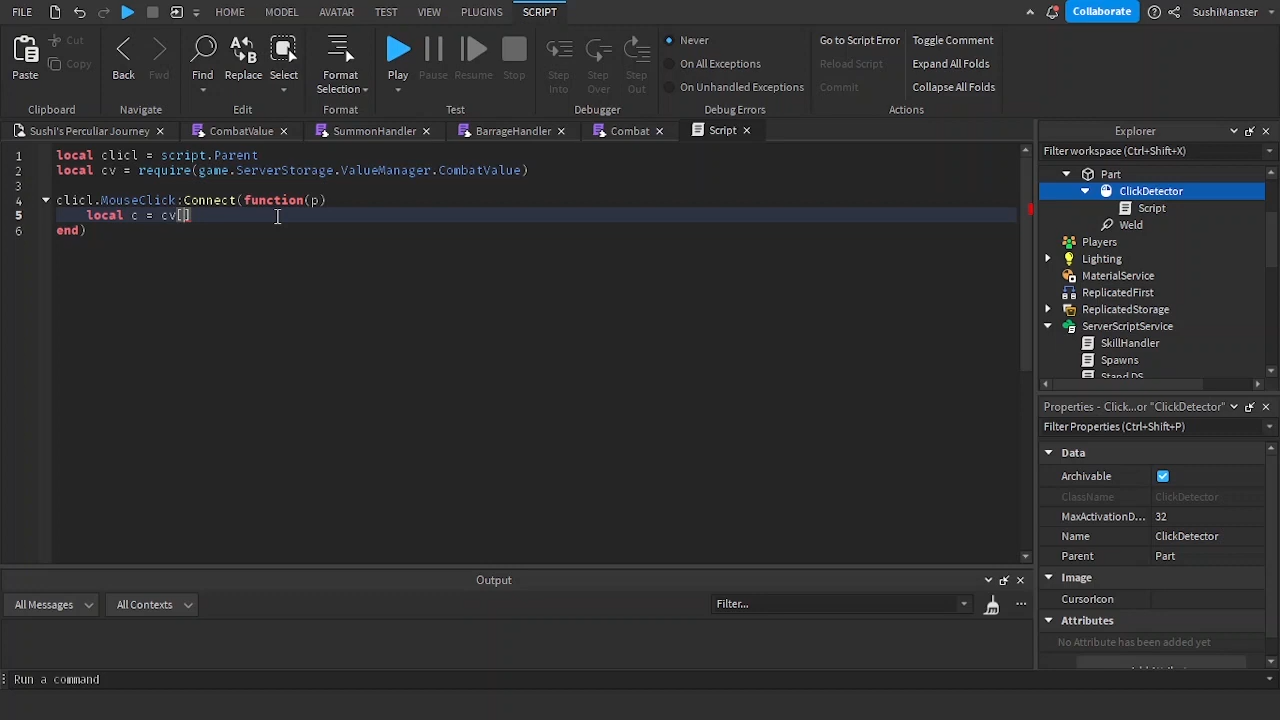 FILE HOME MODEL AVATAR TEST VIEW PLUGINS SCRIPT Collaborate SushiManster
Paste Cut Copy
Clipboard
Back Fwd
Navigate
Find Replace Select
Edit
Format Selection
Format
Play Pause Resume Stop
Test
Step Into Step Over Step Out
Debugger
Never
On All Exceptions
On Unhandled Exceptions
Debug Errors
Go to Script Error Toggle Comment
Reload Script Expand All Folds
Commit Collapse All Folds
Actions
Sushi's Percullar Journey CombatValue SummonHandler BarrageHandler Combat Script
1 local clicl = script.Parent
2 local cv = require(game.ServerStorage.ValueManager.CombatValue)
3
4 clicl.MouseClick:Connect(function(p)
5 local c = cv[]
6 end)
Explorer
Filter workspace (Ctrl+Shift+X)
Part
ClickDetector
Script
Weld
Players
Lighting
MaterialService
ReplicatedFirst
ReplicatedStorage
ServerScriptService
SkillHandler
Spawns
Stand DS
Properties - Click...or "ClickDetector"
Filter Properties (Ctrl+Shift+P)
Data
Archivable
ClassName ClickDetector
MaxActivationD... 32
Name ClickDetector
Parent Part
Image
CursorIcon
Attributes
No Attribute has been added yet
Output
All Messages All Contexts Filter... ...
Run a command